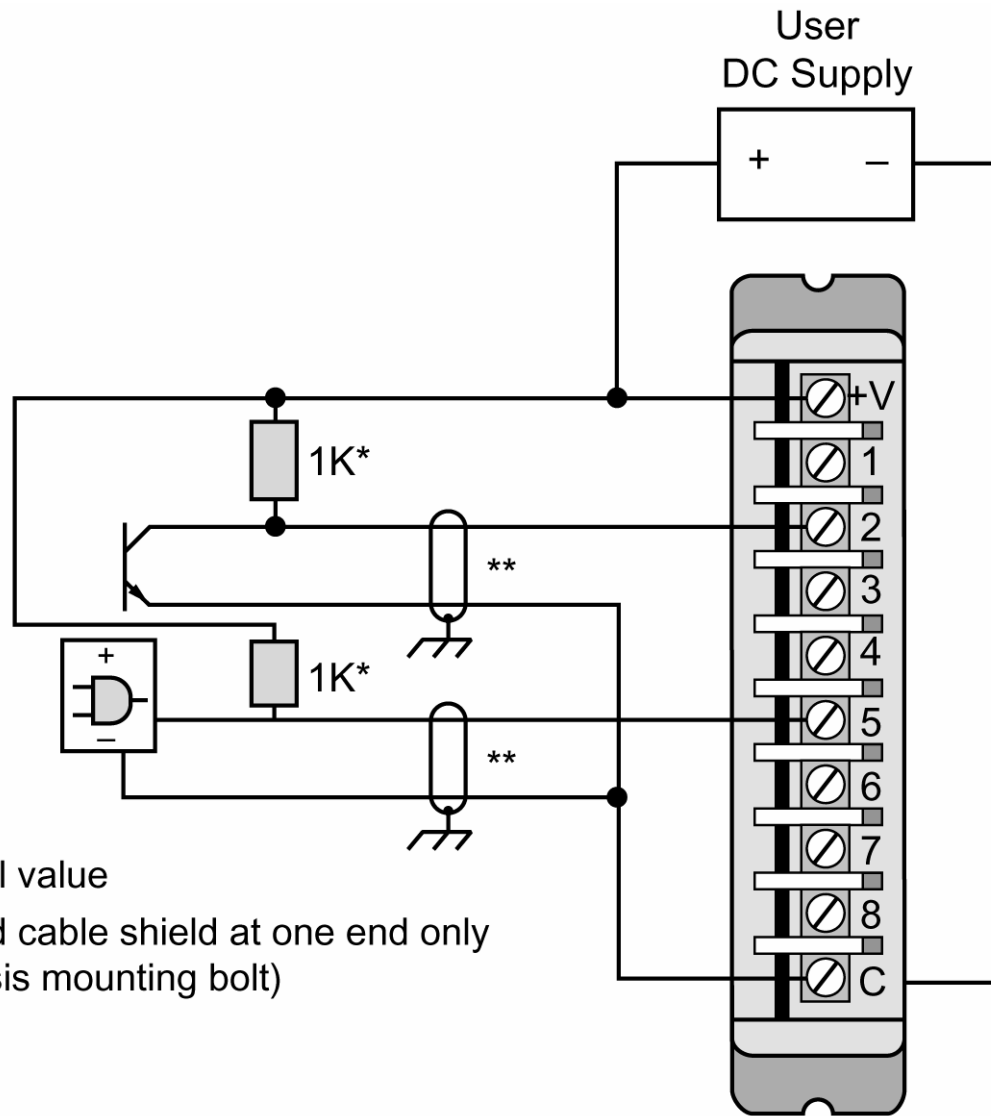 User
DC Supply
+ –
+V
1K*
1
2
**
3
+
1K*
4
–
5
**
6
7
value
8
cable shield at one end only
C
mounting bolt)